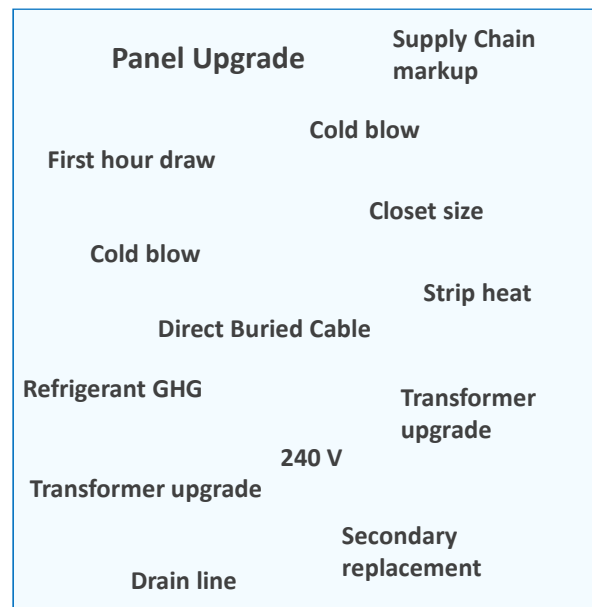 Panel Upgrade
Supply Chain
markup
Cold blow
First hour draw
Closet size
Cold blow
Strip heat
Direct Buried Cable
Refrigerant GHG
Transformer
upgrade
240 V
Transformer upgrade
Secondary
replacement
Drain line